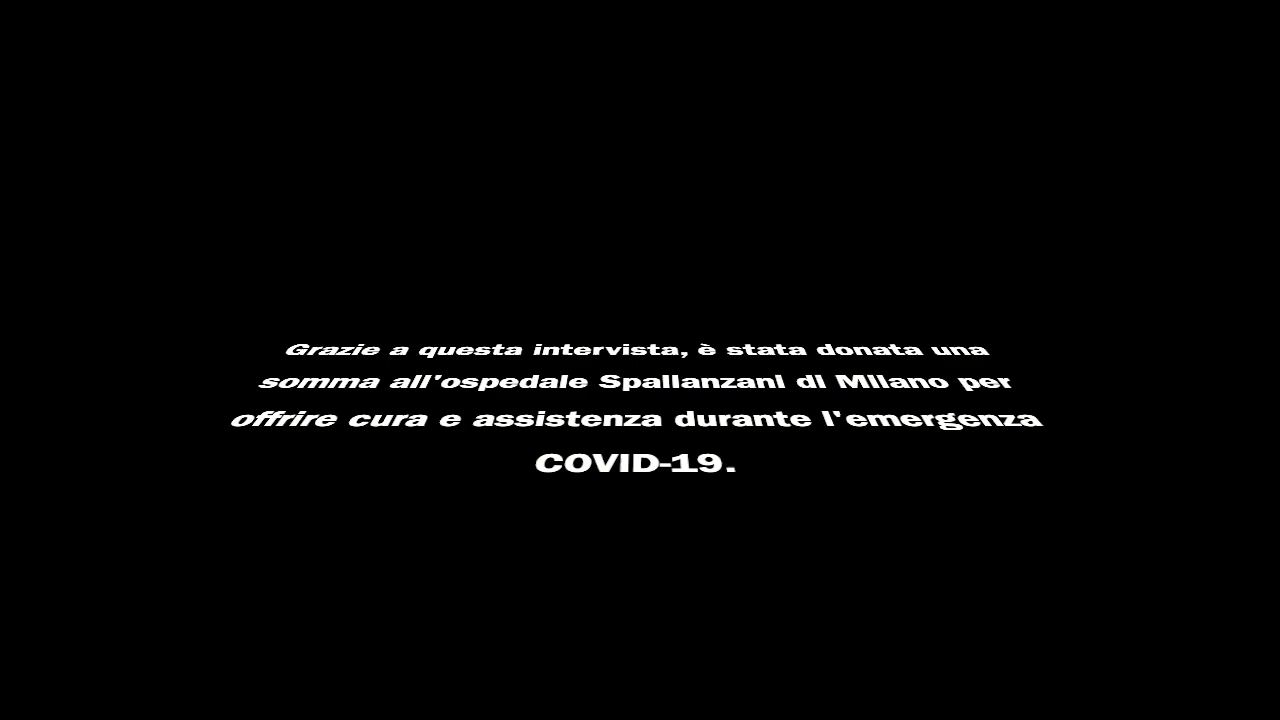 Grazie a questa intervista, è stata donata una
somma all'ospedale Spallanzani di Milano per
offrire cura e assistenza durante l'emergenza
COVID-19.